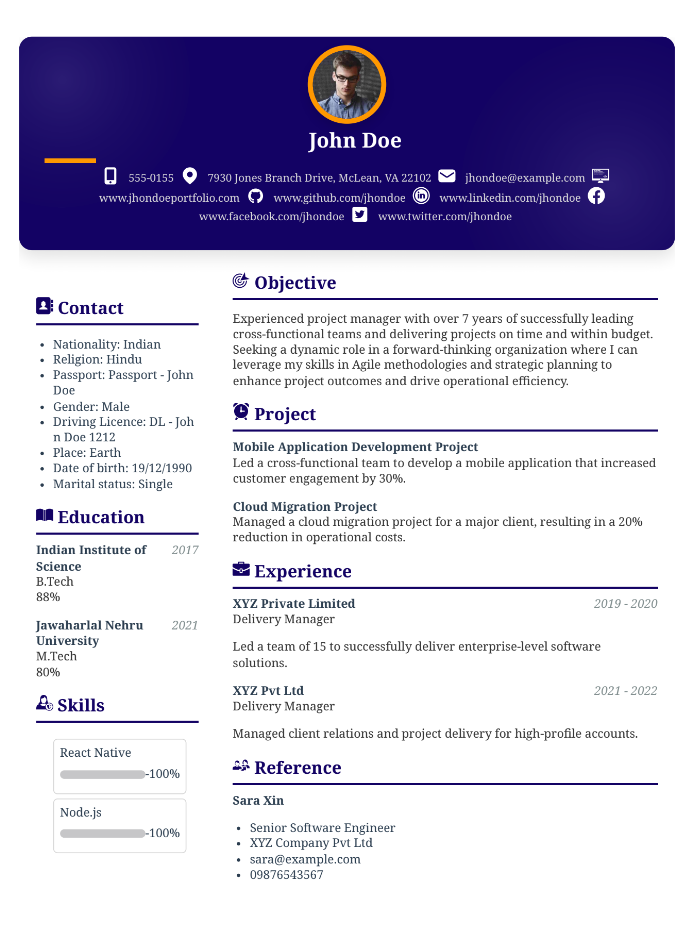 John Doe
555-0155 7930 Jones Branch Drive, McLean, VA 22102 jhondoe@example.com
www.jhondoeportfolio.com www.github.com/jhondoe www.linkedin.com/jhondoe
www.facebook.com/jhondoe www.twitter.com/jhondoe
Contact
• Nationality: Indian
• Religion: Hindu
• Passport: Passport - John
Doe
• Gender: Male
• Driving Licence: DL - Joh
n Doe 1212
• Place: Earth
• Date of birth: 19/12/1990
• Marital status: Single
Education
Indian Institute of 2017
Science
B.Tech
88%
Jawaharlal Nehru 2021
University
M.Tech
80%
Skills
React Native
-100%
Node.js
-100%
Objective
Experienced project manager with over 7 years of successfully leading
cross-functional teams and delivering projects on time and within budget.
Seeking a dynamic role in a forward-thinking organization where I can
leverage my skills in Agile methodologies and strategic planning to
enhance project outcomes and drive operational efficiency.
Project
Mobile Application Development Project
Led a cross-functional team to develop a mobile application that increased
customer engagement by 30%.
Cloud Migration Project
Managed a cloud migration project for a major client, resulting in a 20%
reduction in operational costs.
Experience
XYZ Private Limited 2019 - 2020
Delivery Manager
Led a team of 15 to successfully deliver enterprise-level software
solutions.
XYZ Pvt Ltd 2021 - 2022
Delivery Manager
Managed client relations and project delivery for high-profile accounts.
Reference
Sara Xin
• Senior Software Engineer
• XYZ Company Pvt Ltd
• sara@example.com
• 09876543567